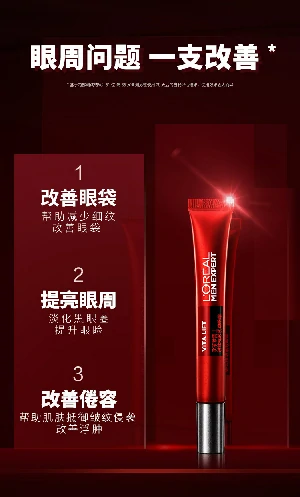 眼周问题 一支改善*
1
改善眼袋
帮助减少细纹
改善眼袋
2
提亮眼周
淡化黑眼圈
提升眼睑
3
改善倦容
帮助肌肤抵御皱纹侵袭
改善浮肿
L'ORÉAL
MEN EXPERT
VITA LIFT